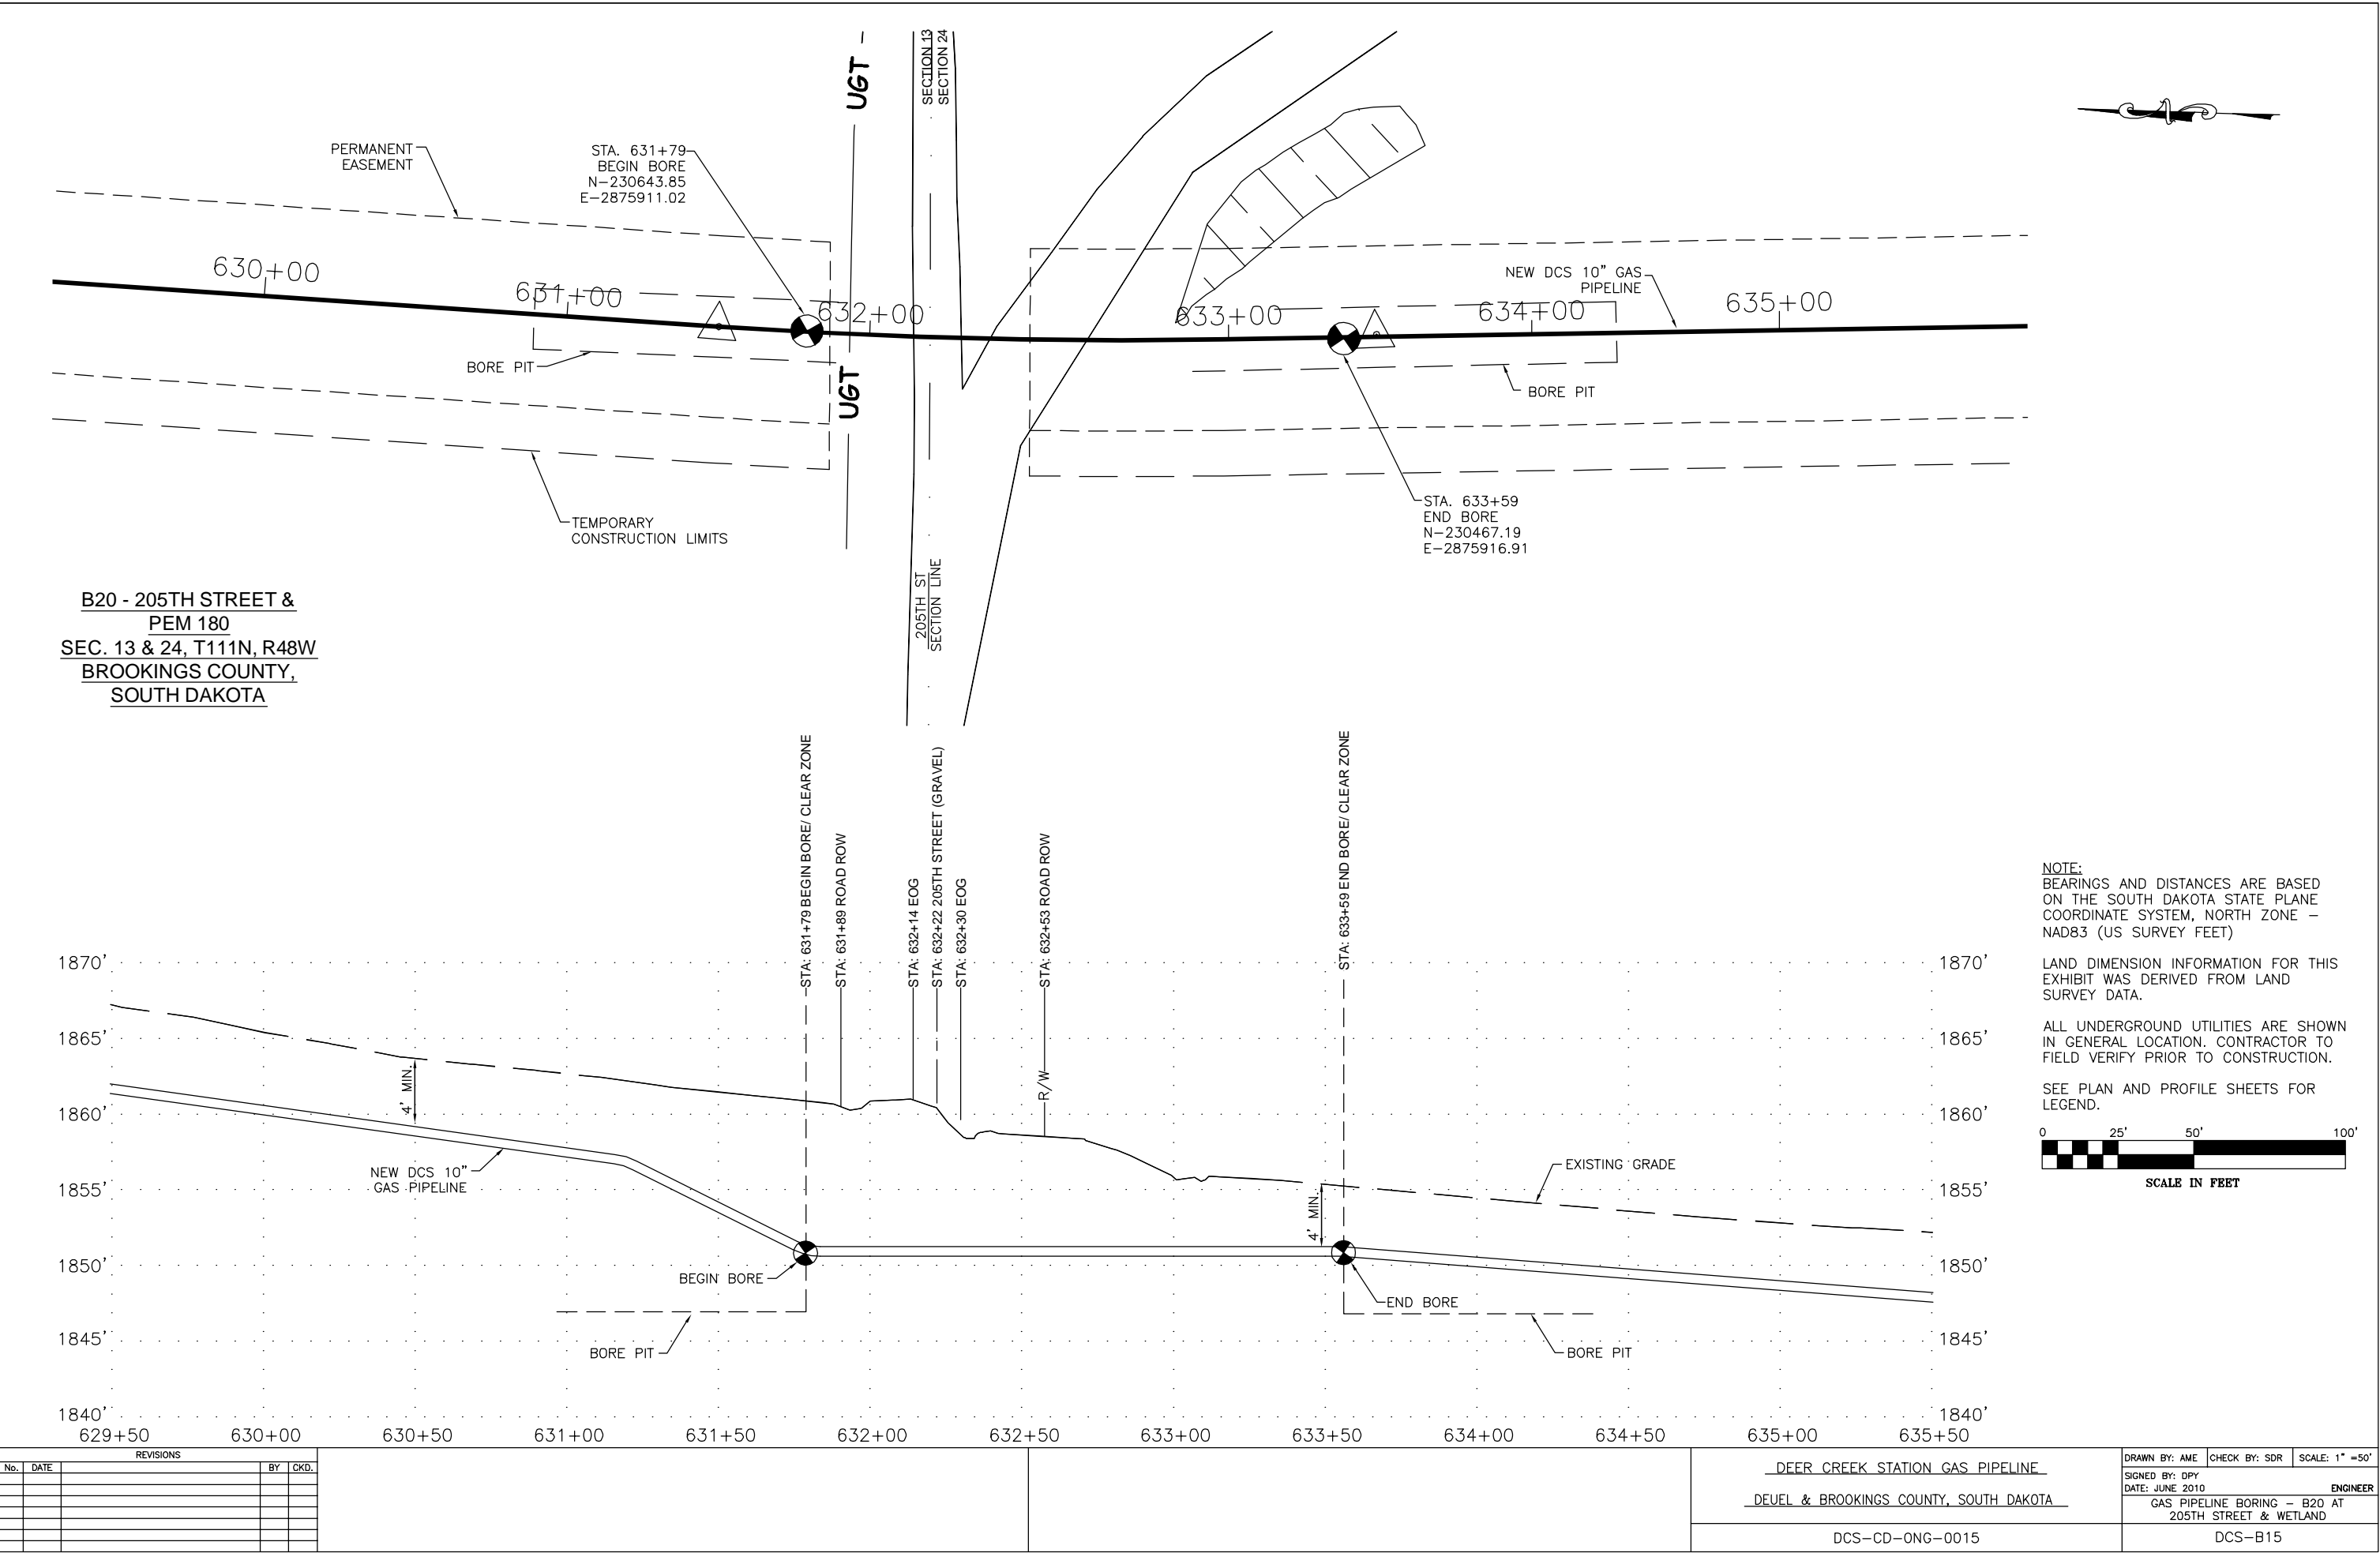 SECTION 13
SECTION 24
UGT
PERMANENT
EASEMENT
STA. 631+79
BEGIN BORE
N-230643.85
E-2875911.02
630+00
631+00
632+00
633+00
634+00
635+00
NEW DCS 10" GAS
PIPELINE
BORE PIT
UGT
BORE PIT
TEMPORARY
CONSTRUCTION LIMITS
STA. 633+59
END BORE
N-230467.19
E-2875916.91
205TH ST
SECTION LINE
B20 - 205TH STREET &
PEM 180
SEC. 13 & 24, T111N, R48W
BROOKINGS COUNTY,
SOUTH DAKOTA
STA: 631+79 BEGIN BORE/ CLEAR ZONE
STA: 631+89 ROAD ROW
STA: 632+14 EOG
STA: 632+22 205TH STREET (GRAVEL)
STA: 632+30 EOG
STA: 632+53 ROAD ROW
STA: 633+59 END BORE/ CLEAR ZONE
NOTE:
BEARINGS AND DISTANCES ARE BASED
ON THE SOUTH DAKOTA STATE PLANE
COORDINATE SYSTEM, NORTH ZONE -
NAD83 (US SURVEY FEET)
LAND DIMENSION INFORMATION FOR THIS
EXHIBIT WAS DERIVED FROM LAND
SURVEY DATA.
ALL UNDERGROUND UTILITIES ARE SHOWN
IN GENERAL LOCATION. CONTRACTOR TO
FIELD VERIFY PRIOR TO CONSTRUCTION.
SEE PLAN AND PROFILE SHEETS FOR
LEGEND.
0 25' 50' 100'
SCALE IN FEET
1870' 1870'
1865' 1865'
4' MIN.
R/W
1860' 1860'
NEW DCS 10"
GAS PIPELINE
EXISTING GRADE
1855' 1855'
4' MIN.
1850' 1850'
BEGIN BORE
END BORE
1845' 1845'
BORE PIT
BORE PIT
1840' 1840'
629+50 630+00 630+50 631+00 631+50 632+00 632+50 633+00 633+50 634+00 634+50 635+00 635+50
REVISIONS
No. DATE BY CKD.
DEER CREEK STATION GAS PIPELINE
DEUEL & BROOKINGS COUNTY, SOUTH DAKOTA
DCS-CD-ONG-0015
DRAWN BY: AME CHECK BY: SDR SCALE: 1" =50'
SIGNED BY: DPY
DATE: JUNE 2010 ENGINEER
GAS PIPELINE BORING - B20 AT
205TH STREET & WETLAND
DCS-B15